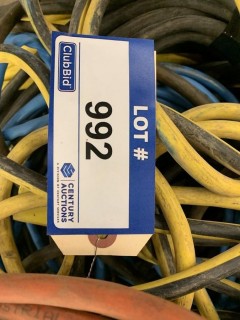 ClubBid
LOT #
992
CENTURY
AUCTIONS